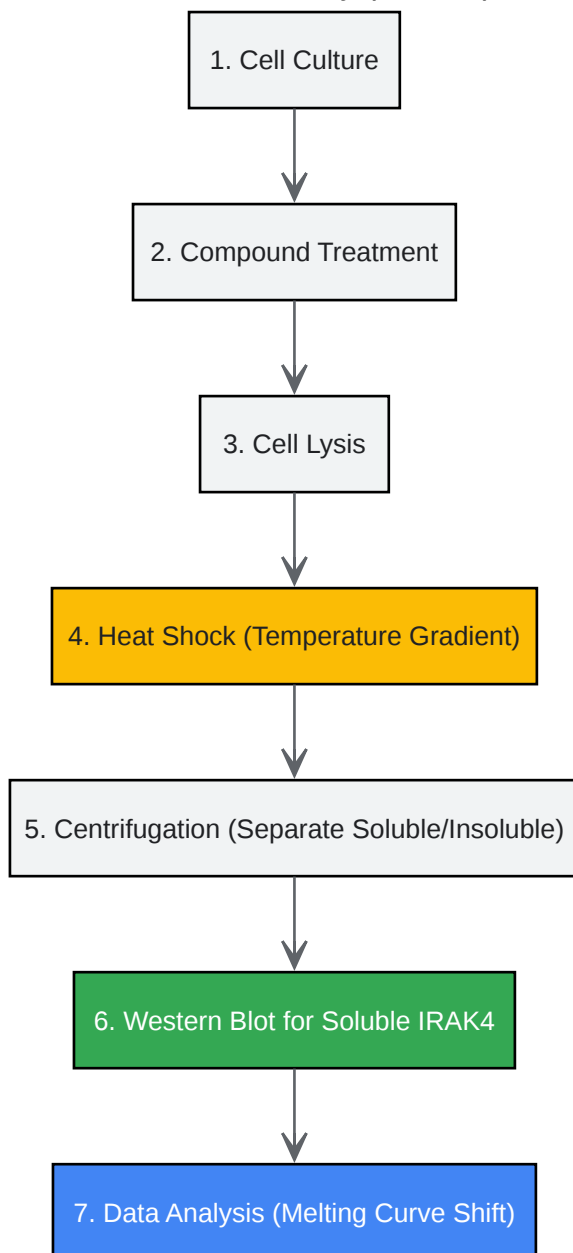 1. Cell Culture
2. Compound Treatment
3. Cell Lysis
4. Heat Shock (Temperature Gradient)
5. Centrifugation (Separate Soluble/Insoluble)
6. Western Blot for Soluble IRAK4
7. Data Analysis (Melting Curve Shift)